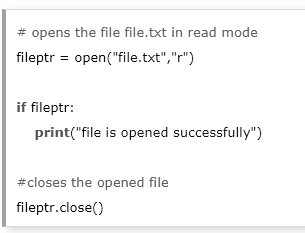 # opens the file file.txt in read mode
fileptr = open("file.txt","r")
if fileptr:
    print("file is opened successfully")
#closes the opened file
fileptr.close()